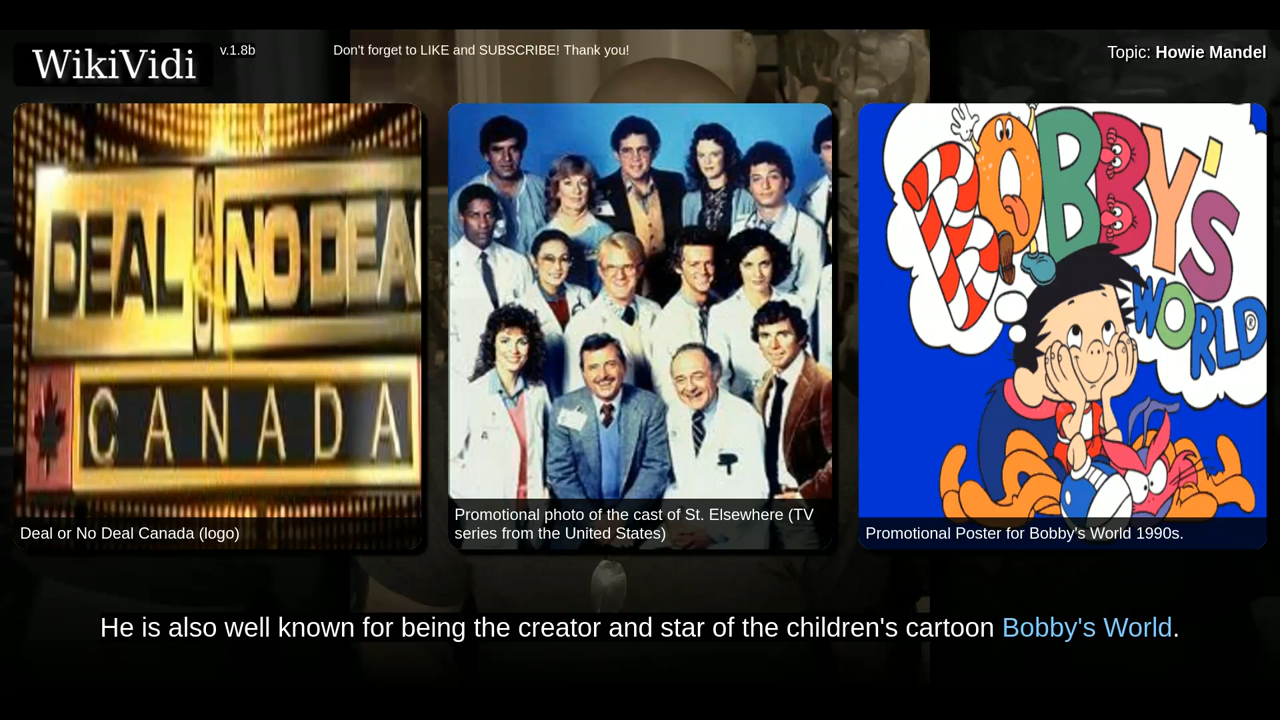 WikiVidi
v.1.8b
Don't forget to LIKE and SUBSCRIBE! Thank you!
Topic: Howie Mandel
DEAL OR NO DEA
CANADA
Deal or No Deal Canada (logo)
Promotional photo of the cast of St. Elsewhere (TV
series from the United States)
BOBBY'S
WORLD®
Promotional Poster for Bobby's World 1990s.
He is also well known for being the creator and star of the children's cartoon Bobby's World.